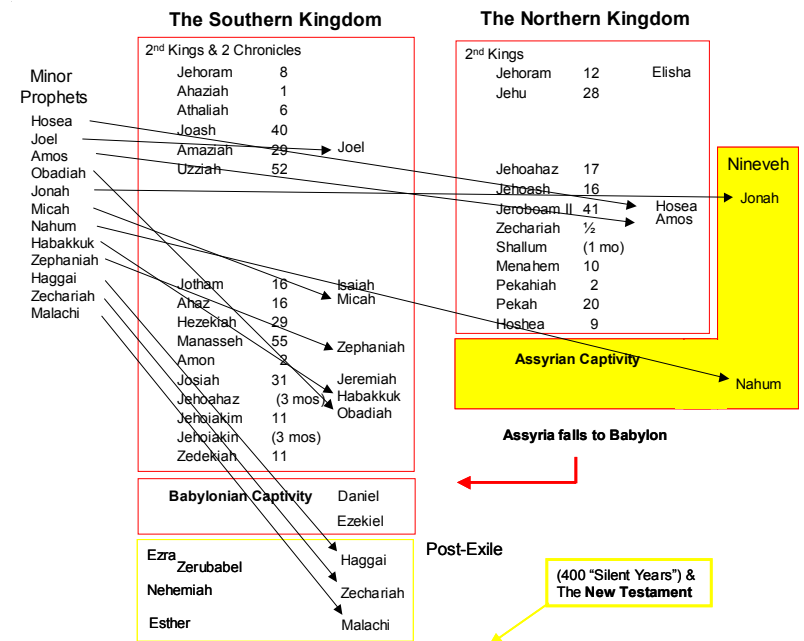 The Southern Kingdom
The Northern Kingdom
Minor
Prophets
Hosea
Joel
Amos
Obadiah
Jonah
Micah
Nahum
Habakkuk
Zephaniah
Haggai
Zechariah
Malachi
2nd Kings & 2 Chronicles
Jehoram 8
Ahaziah 1
Athaliah 6
Joash 40
Amaziah 29 Joel
Uzziah 52
Jotham 16 Isaiah
Ahaz 16 Micah
Hezekiah 29
Manasseh 55 Zephaniah
Amon 2
Josiah 31 Jeremiah
Jehoahaz (3 mos) Habakkuk
Jehoiakim 11 Obadiah
Jehoiakin (3 mos)
Zedekiah 11
Babylonian Captivity Daniel
Ezekiel
Ezra
Zerubabel
Haggai
Nehemiah Zechariah
Esther Malachi
Post-Exile
2nd Kings
Jehoram 12 Elisha
Jehu 28
Jehoahaz 17
Jehoash 16
Jeroboam II 41 Hosea
Amos
Zechariah ½
Shallum (1 mo)
Menahem 10
Pekahiah 2
Pekah 20
Hoshea 9
Nineveh
Jonah
Assyrian Captivity
Nahum
Assyria falls to Babylon
(400 “Silent Years”) &
The New Testament